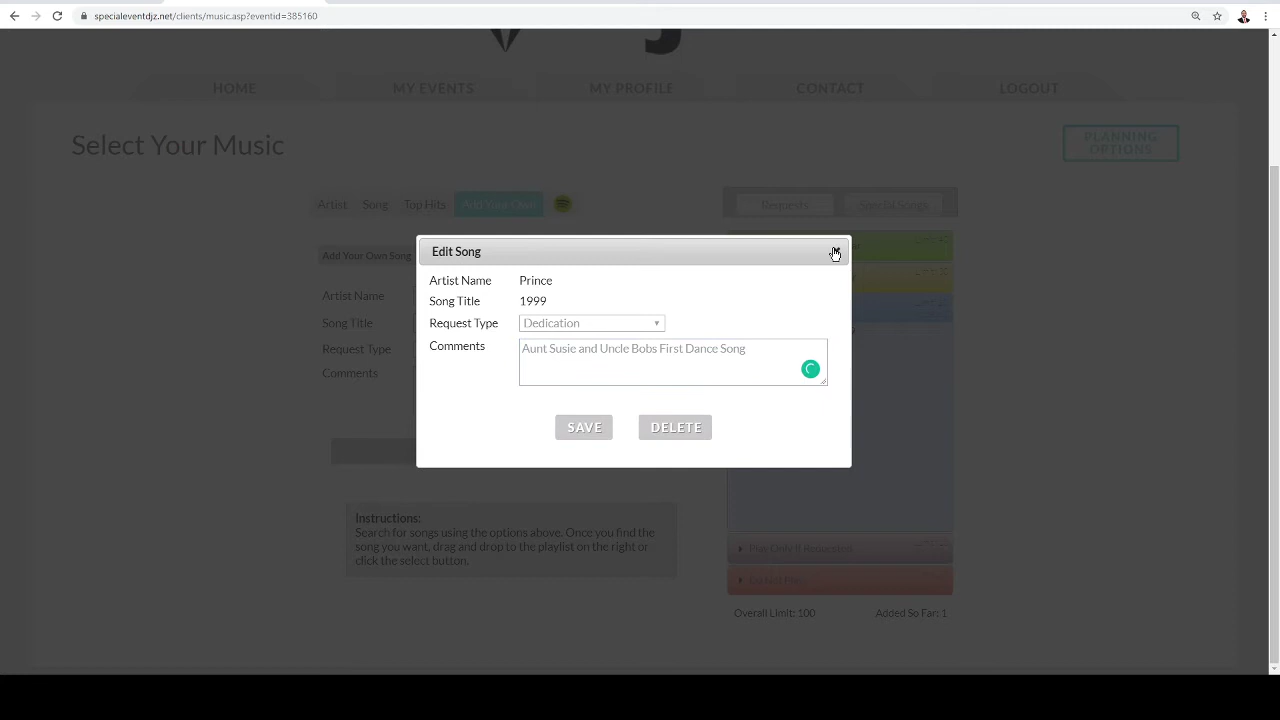 specialeventdjz.net/clients/music.asp?eventid=385160
HOME
MY EVENTS
MY PROFILE
CONTACT
LOGOUT
Select Your Music
PLANNING
OPTIONS
Artist
Song
Top Hits
Add Your Own
Requests
Special Songs
Add Your Own Song
Artist Name
Song Title
Request Type
Comments
Edit Song
Artist Name Prince
Song Title 1999
Request Type Dedication
Comments Aunt Susie and Uncle Bobs First Dance Song
SAVE
DELETE
Instructions:
Search for songs using the options above. Once you find the
song you want, drag and drop to the playlist on the right or
click the select button.
Play Only If Requested
Do Not Play
Overall Limit: 100
Added So Far: 1